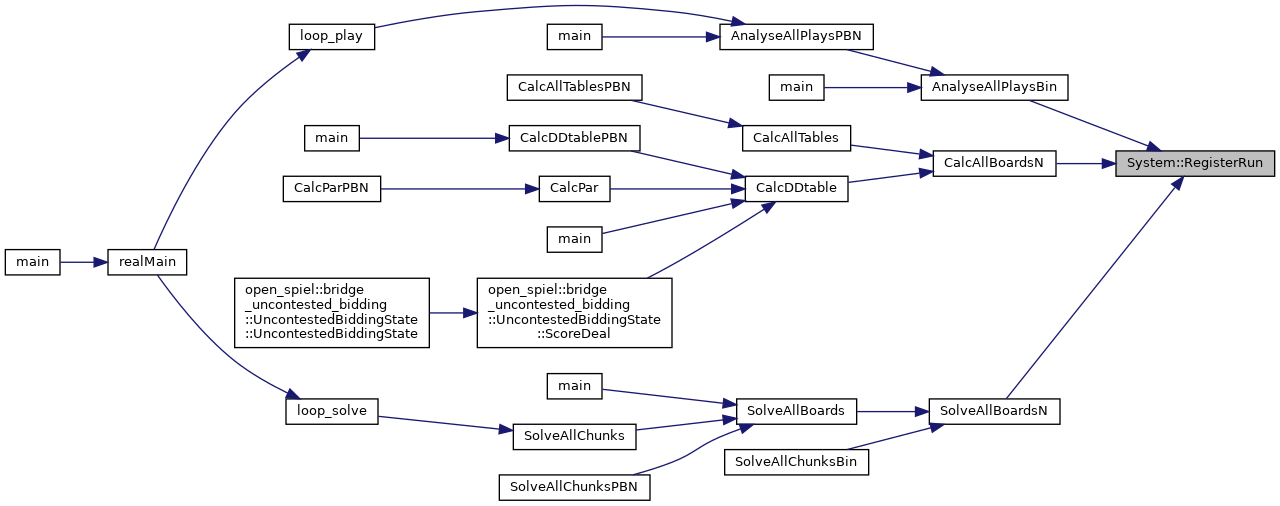 loop_play
main
AnalyseAllPlaysPBN
CalcAllTablesPBN
main
AnalyseAllPlaysBin
main
CalcDDtablePBN
CalcAllTables
CalcAllBoardsN
System::RegisterRun
CalcParPBN
CalcPar
CalcDDtable
main
main
realMain
open_spiel::bridge
_uncontested_bidding
::UncontestedBiddingState
::UncontestedBiddingState
open_spiel::bridge
_uncontested_bidding
::UncontestedBiddingState
::ScoreDeal
main
loop_solve
SolveAllChunks
SolveAllBoards
SolveAllBoardsN
SolveAllChunksBin
SolveAllChunksPBN